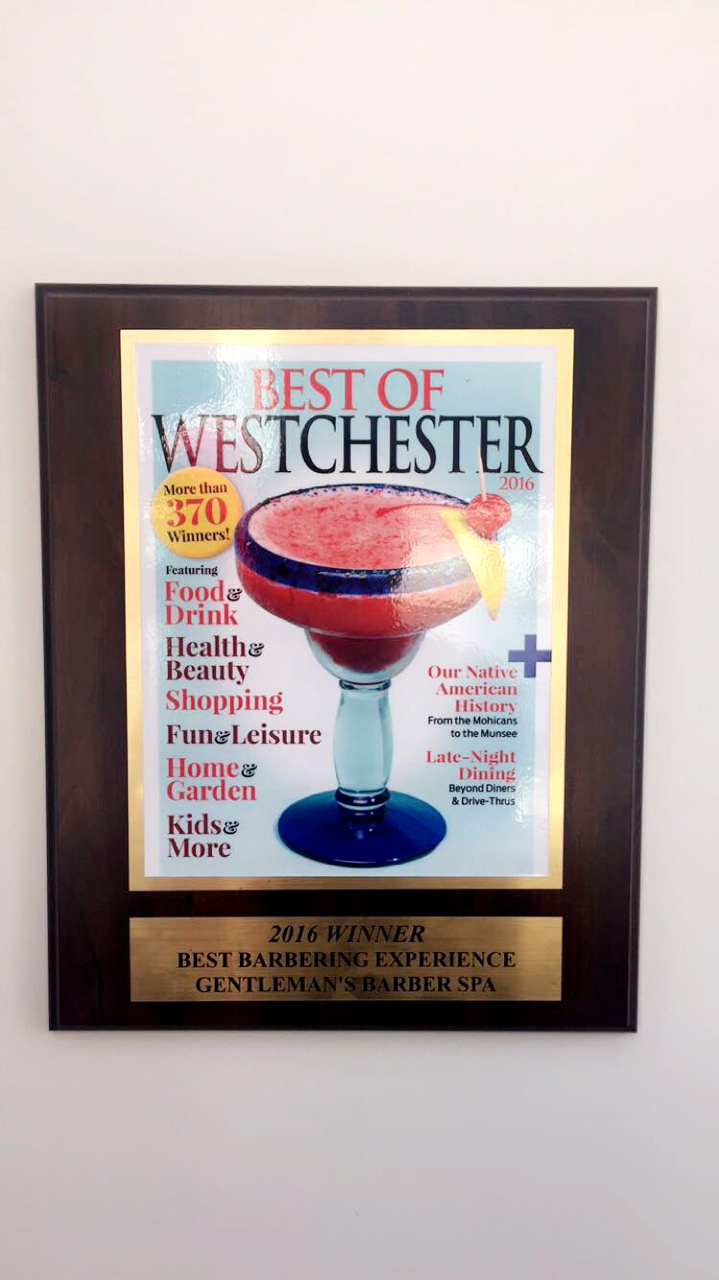 BEST OF
WESTCHESTER
2016
More than
370
Winners!
Featuring
Food &
Drink
Health &
Beauty
Shopping
Fun & Leisure
Home &
Garden
Kids &
More
+
Our Native
American
History
From the Mohicans
to the Munsee
Late-Night
Dining
Beyond Diners
& Drive-Thrus
2016 WINNER
BEST BARBERING EXPERIENCE
GENTLEMAN'S BARBER SPA